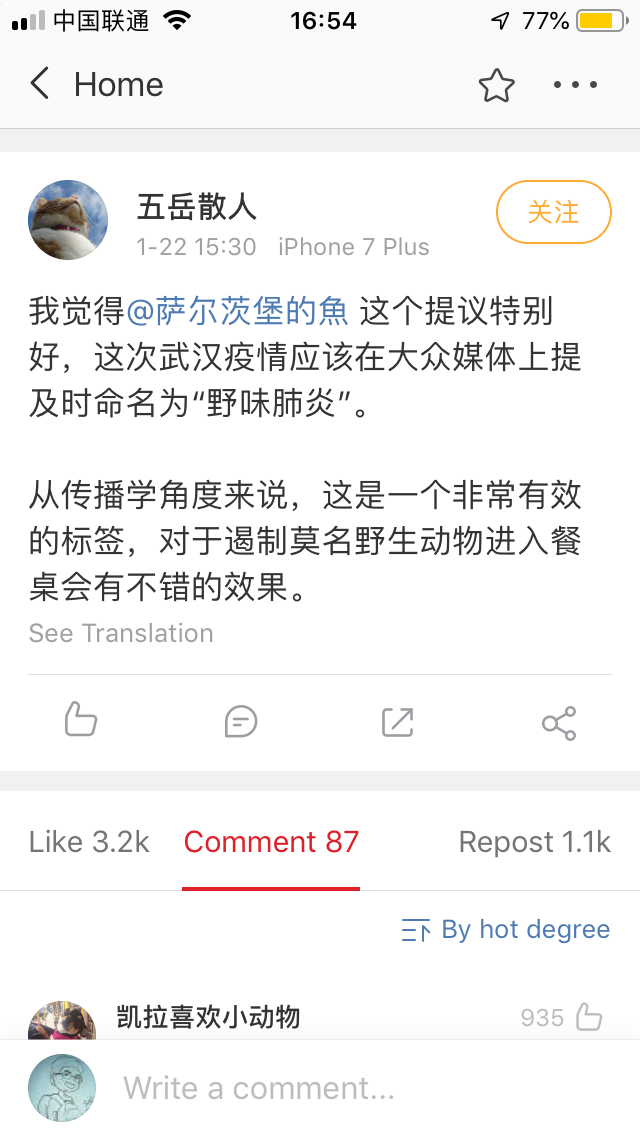 中国联通 16:54 77%
Home
五岳散人
关注
1-22 15:30 iPhone 7 Plus
我觉得@萨尔茨堡的魚 这个提议特别
好，这次武汉疫情应该在大众媒体上提
及时命名为“野味肺炎”。
从传播学角度来说，这是一个非常有效
的标签，对于遏制莫名野生动物进入餐
桌会有不错的效果。
See Translation
Like 3.2k Comment 87 Repost 1.1k
By hot degree
凯拉喜欢小动物 935
Write a comment...